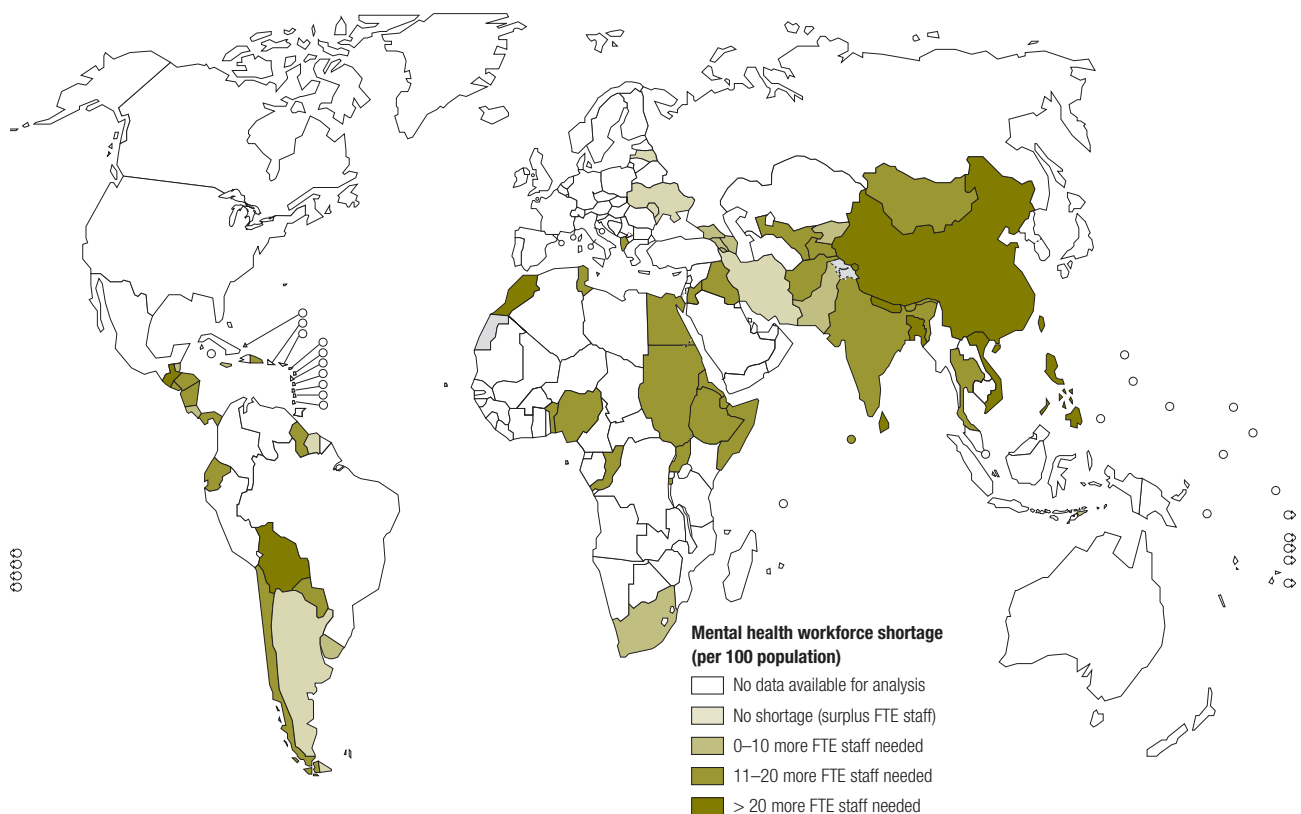 Mental health workforce shortage
(per 100 population)
No data available for analysis
No shortage (surplus FTE staff)
0–10 more FTE staff needed
11–20 more FTE staff needed
> 20 more FTE staff needed